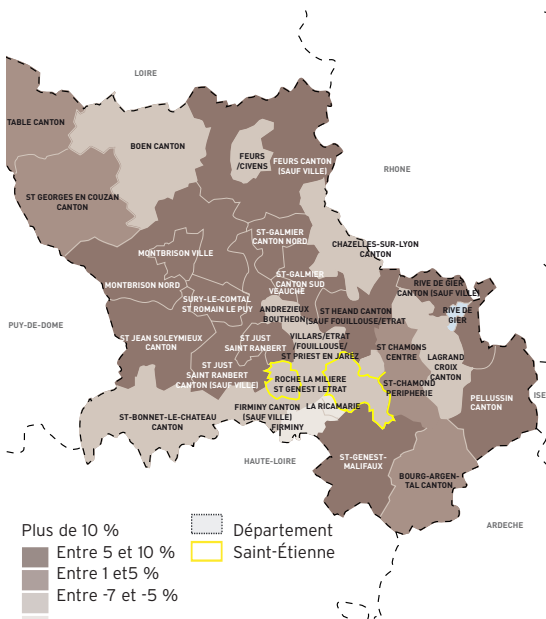 LOIRE
TABLE CANTON
BOEN CANTON
FEURS
/CIVENS
FEURS CANTON
(SAUF VILLE)
RHONE
ST GEORGES EN COUZAN
CANTON
ST-GALMIER
CANTON NORD
CHAZELLES-SUR-LYON
CANTON
MONTBRISON VILLE
ST-GALMIER
CANTON SUD
VEAUCHE
MONTBRISON NORD
RIVE DE GIER
CANTON (SAUF VILLE)
SURY-LE-COMTAL
ST ROMAIN LE PUY
ANDREZIEUX
BOUTHEON
ST HEAND CANTON
(SAUF FOUILLOUSE/ETRAT
RIVE DE
GIER
PUY-DE-DOME
ST JEAN SOLEYMIEUX
CANTON
ST JUST
SAINT RANBERT
VILLARS/ETRAT
/FOUILLOUSE/
ST PRIEST EN JAREZ
ST CHAMONS
CENTRE
LAGRAND
CROIX
CANTON
ST JUST
SAINT RANBERT
CANTON (SAUF VILLE)
ROCHE LA MILIERE
ST GENEST LETRAT
ST-CHAMOND
PERIPHERIE
PELLUSSIN
CANTON
ISE
ST-BONNET-LE-CHATEAU
CANTON
FIRMINY CANTON
(SAUF VILLE)
FIRMINY
LA RICAMARIE
HAUTE-LOIRE
ST-GENEST-
MALIFAUX
BOURG-ARGEN-
TAL CANTON
ARDECHE
Plus de 10 %
Entre 5 et 10 %
Entre 1 et5 %
Entre -7 et -5 %
Département
Saint-Étienne